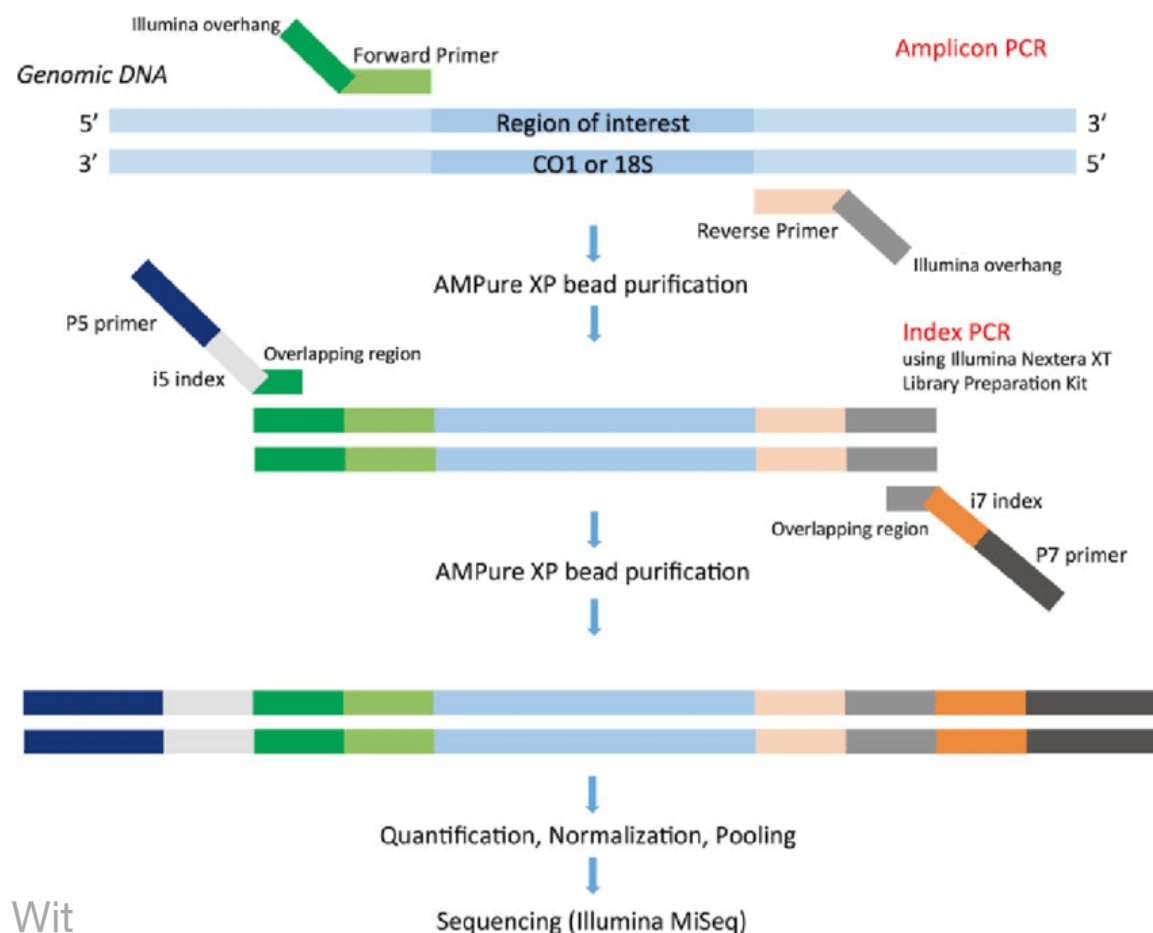 Illumina overhang
Forward Primer
Amplicon PCR
Genomic DNA
5’ Region of interest 3’
3’ CO1 or 18S 5’
Reverse Primer
Illumina overhang
AMPure XP bead purification
P5 primer
i5 index
Overlapping region
Index PCR
using Illumina Nextera XT
Library Preparation Kit
i7 index
Overlapping region
P7 primer
AMPure XP bead purification
Quantification, Normalization, Pooling
Sequencing (Illumina MiSeq)
Wit